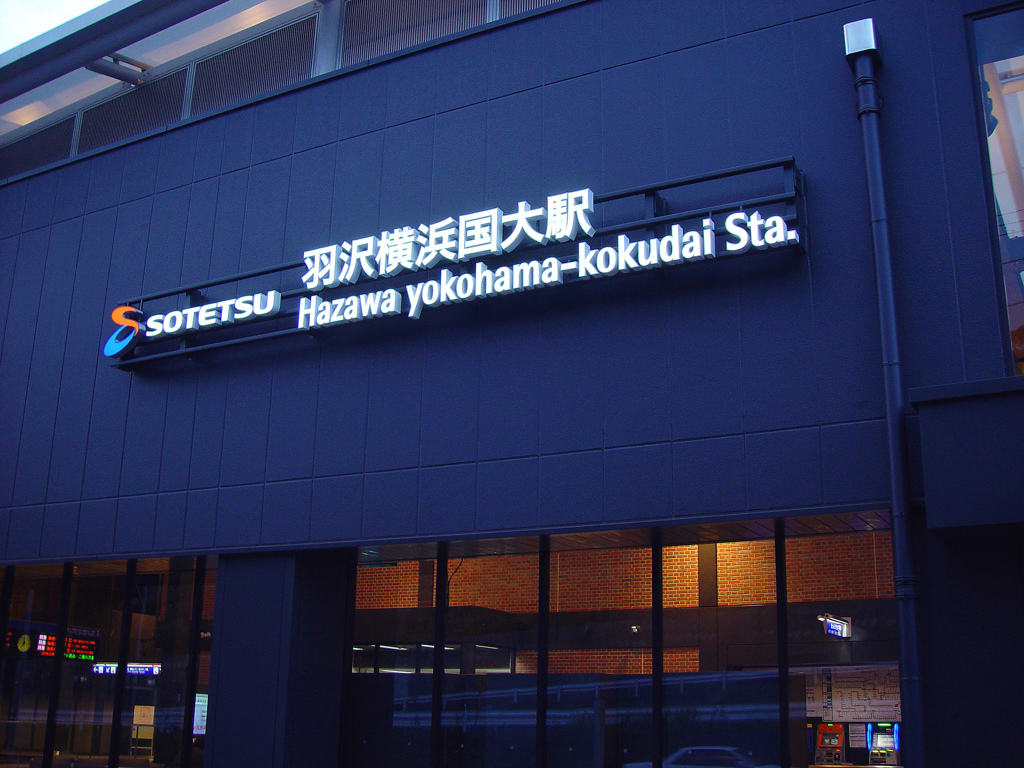 SOTETSU
羽沢横浜国大駅
Hazawa yokohama-kokudai Sta.